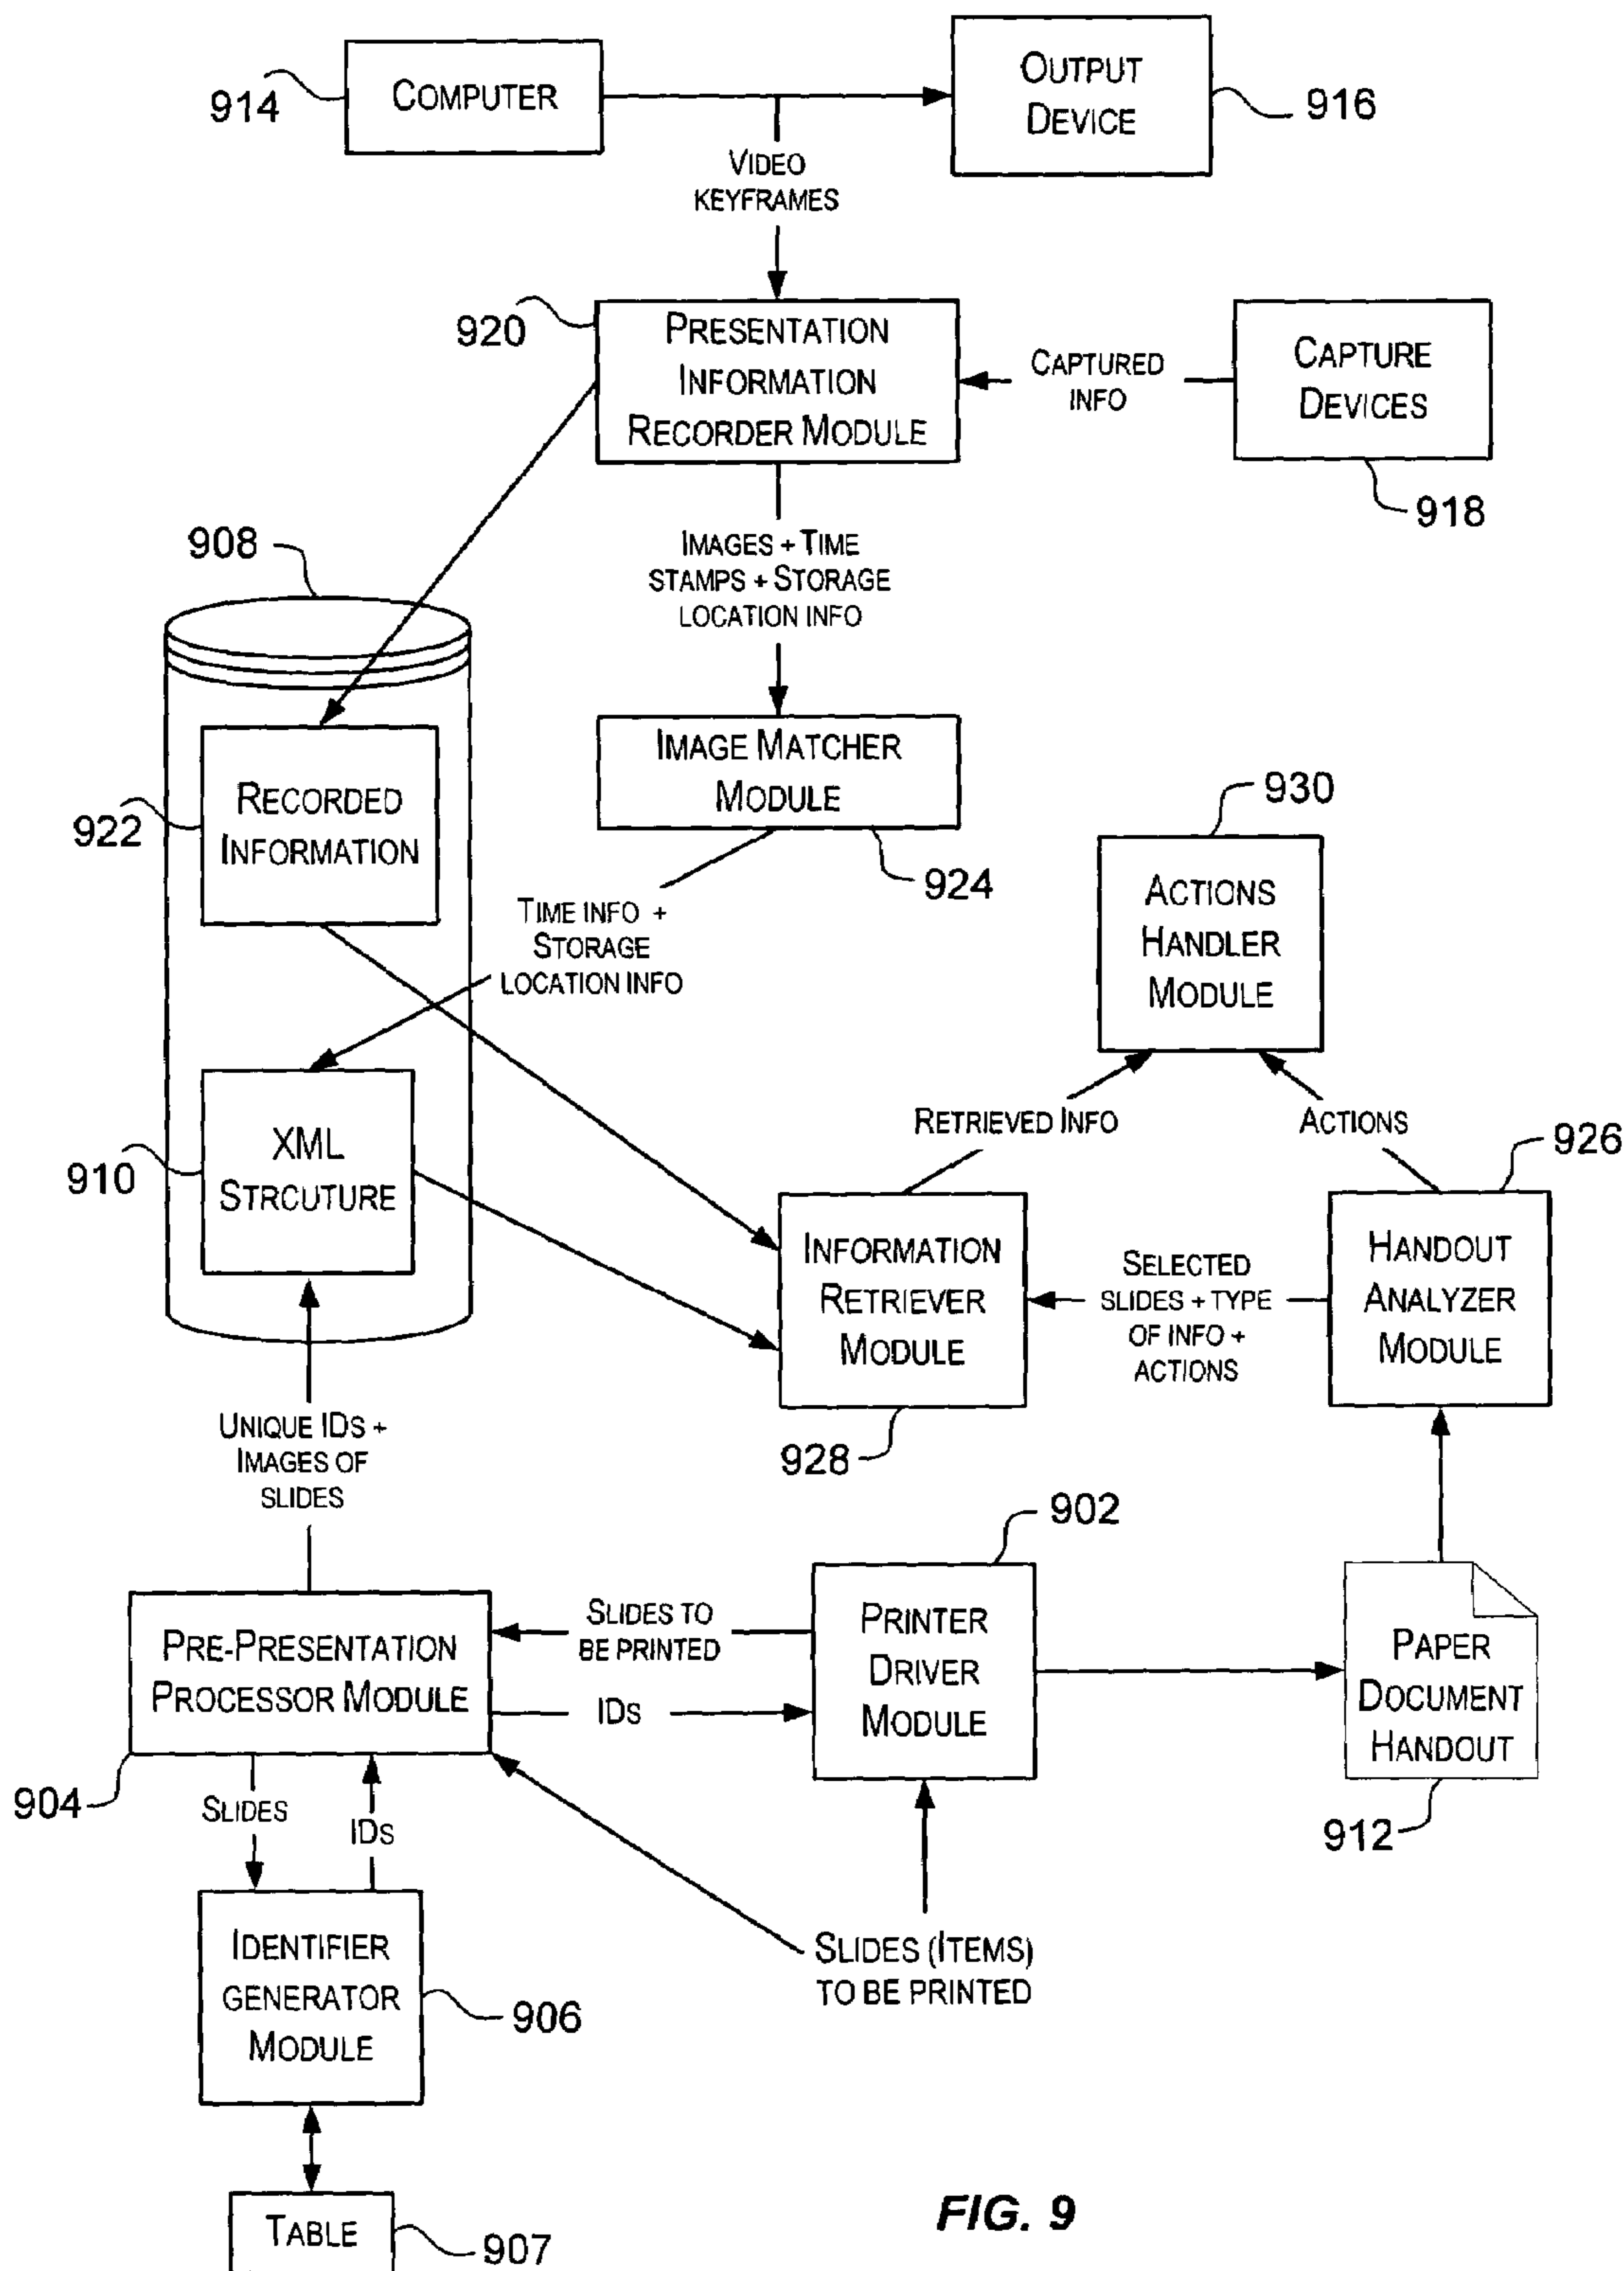 914
COMPUTER
OUTPUT
DEVICE
916
VIDEO
KEYFRAMES
920
PRESENTATION
INFORMATION
RECORDER MODULE
CAPTURED
INFO
CAPTURE
DEVICES
918
908
IMAGES + TIME
STAMPS + STORAGE
LOCATION INFO
922
RECORDED
INFORMATION
IMAGE MATCHER
MODULE
924
930
ACTIONS
HANDLER
MODULE
TIME INFO +
STORAGE
LOCATION INFO
910
XML
STRCUTURE
RETRIEVED INFO
ACTIONS
926
INFORMATION
RETRIEVER
MODULE
928
SELECTED
SLIDES + TYPE
OF INFO +
ACTIONS
HANDOUT
ANALYZER
MODULE
UNIQUE IDS +
IMAGES OF
SLIDES
902
PRE-PRESENTATION
PROCESSOR MODULE
904
SLIDES TO
BE PRINTED
IDS
PRINTER
DRIVER
MODULE
PAPER
DOCUMENT
HANDOUT
912
SLIDES
IDS
IDENTIFIER
GENERATOR
MODULE
906
SLIDES (ITEMS)
TO BE PRINTED
TABLE
907
FIG. 9